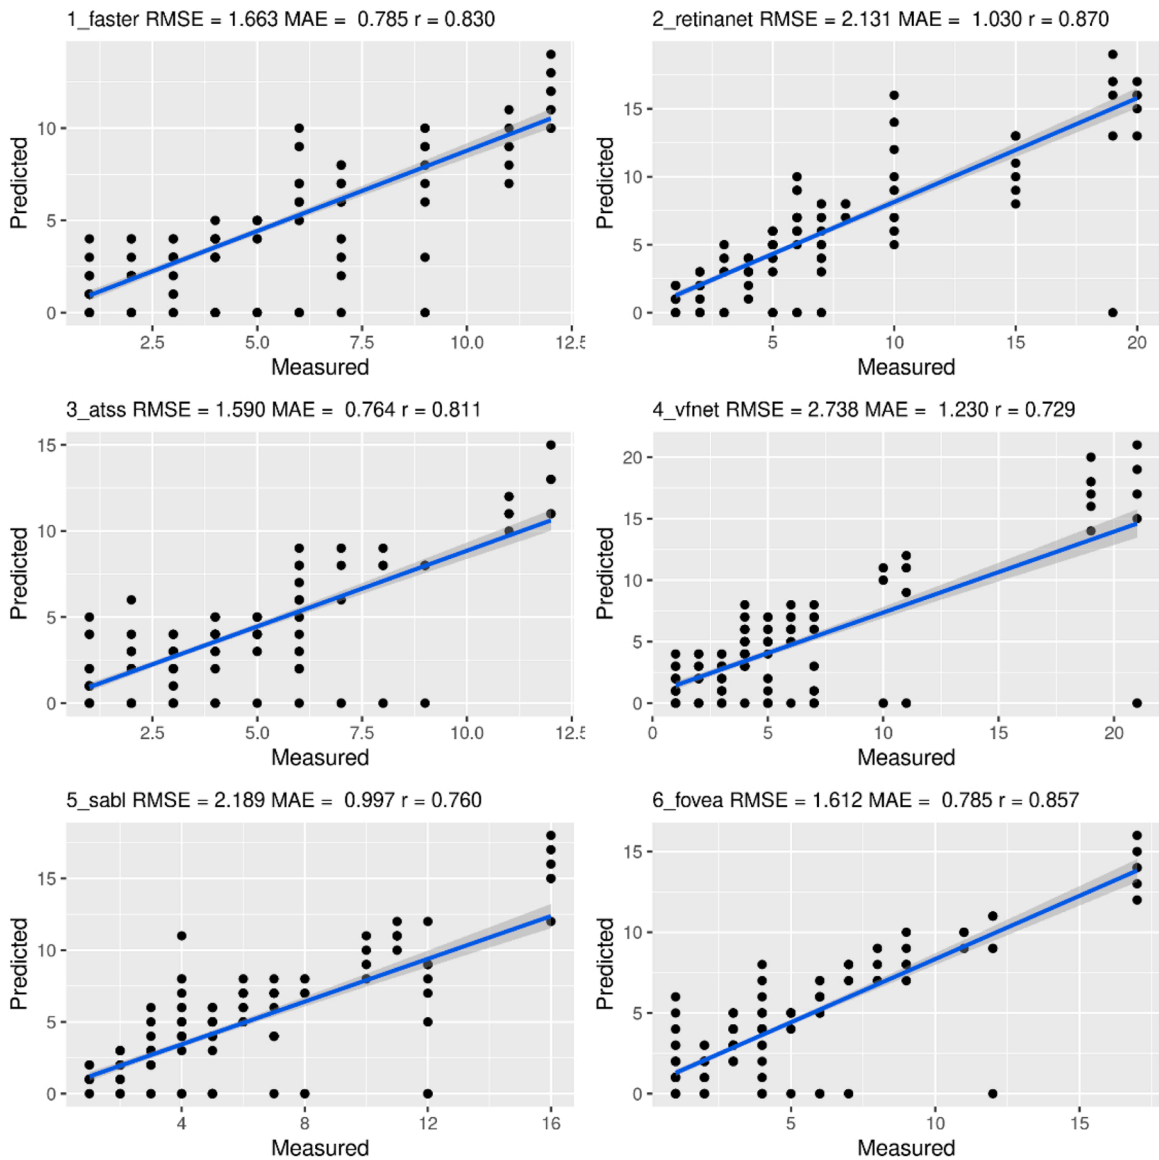 1_faster RMSE = 1.663 MAE =  0.785 r = 0.830
10
5
0
Predicted
2.5 5.0 7.5 10.0 12.5
Measured
2_retinanet RMSE = 2.131 MAE =  1.030 r = 0.870
15
10
5
0
Predicted
5 10 15 20
Measured
3_atss RMSE = 1.590 MAE =  0.764 r = 0.811
15
10
5
0
Predicted
2.5 5.0 7.5 10.0 12.5
Measured
4_vfnet RMSE = 2.738 MAE =  1.230 r = 0.729
20
15
10
5
0
Predicted
0 5 10 15 20
Measured
5_sabl RMSE = 2.189 MAE =  0.997 r = 0.760
15
10
5
0
Predicted
4 8 12 16
Measured
6_fovea RMSE = 1.612 MAE =  0.785 r = 0.857
15
10
5
0
Predicted
5 10 15
Measured